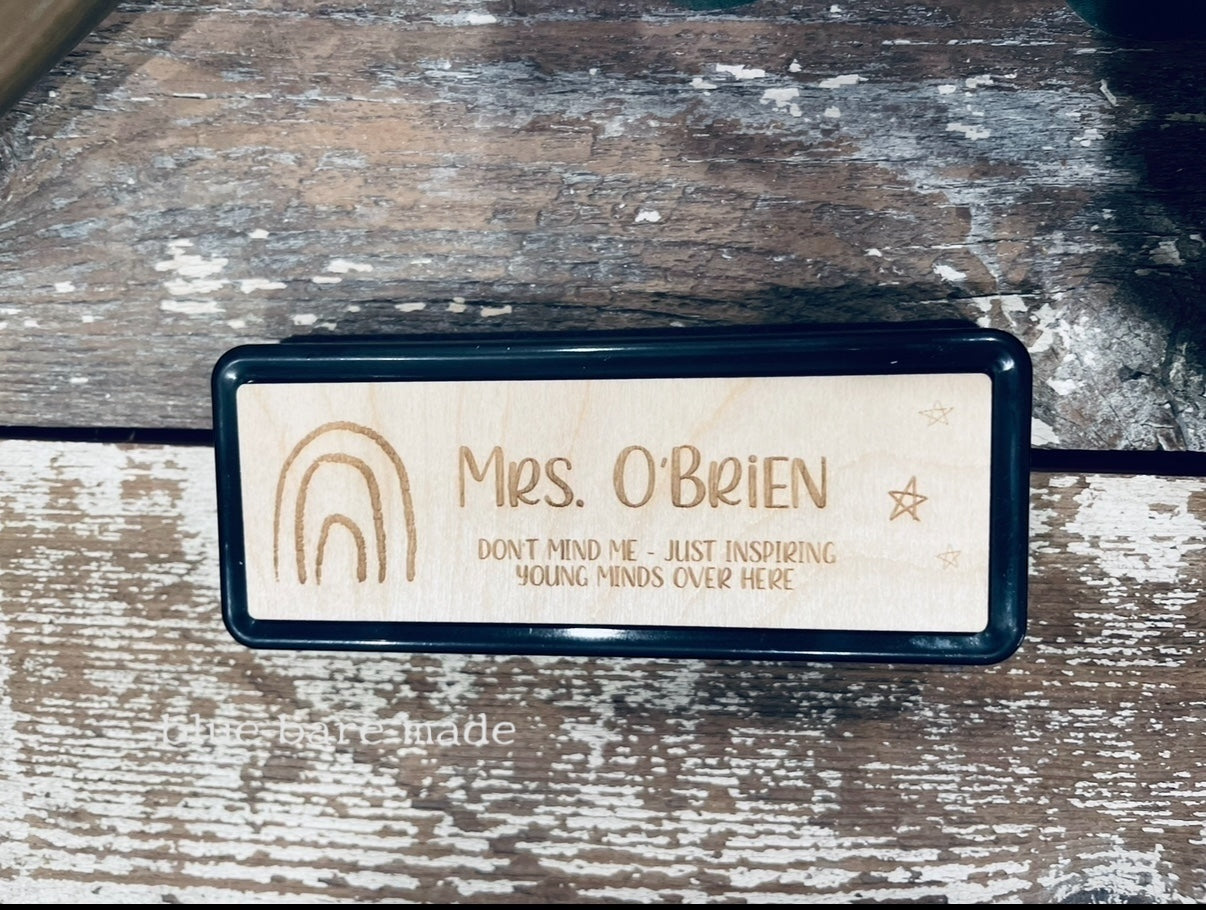 Mrs. O'BRiEN
DON'T MIND ME - JUST INSPIRING
YOUNG MINDS OVER HERE
blue bare made